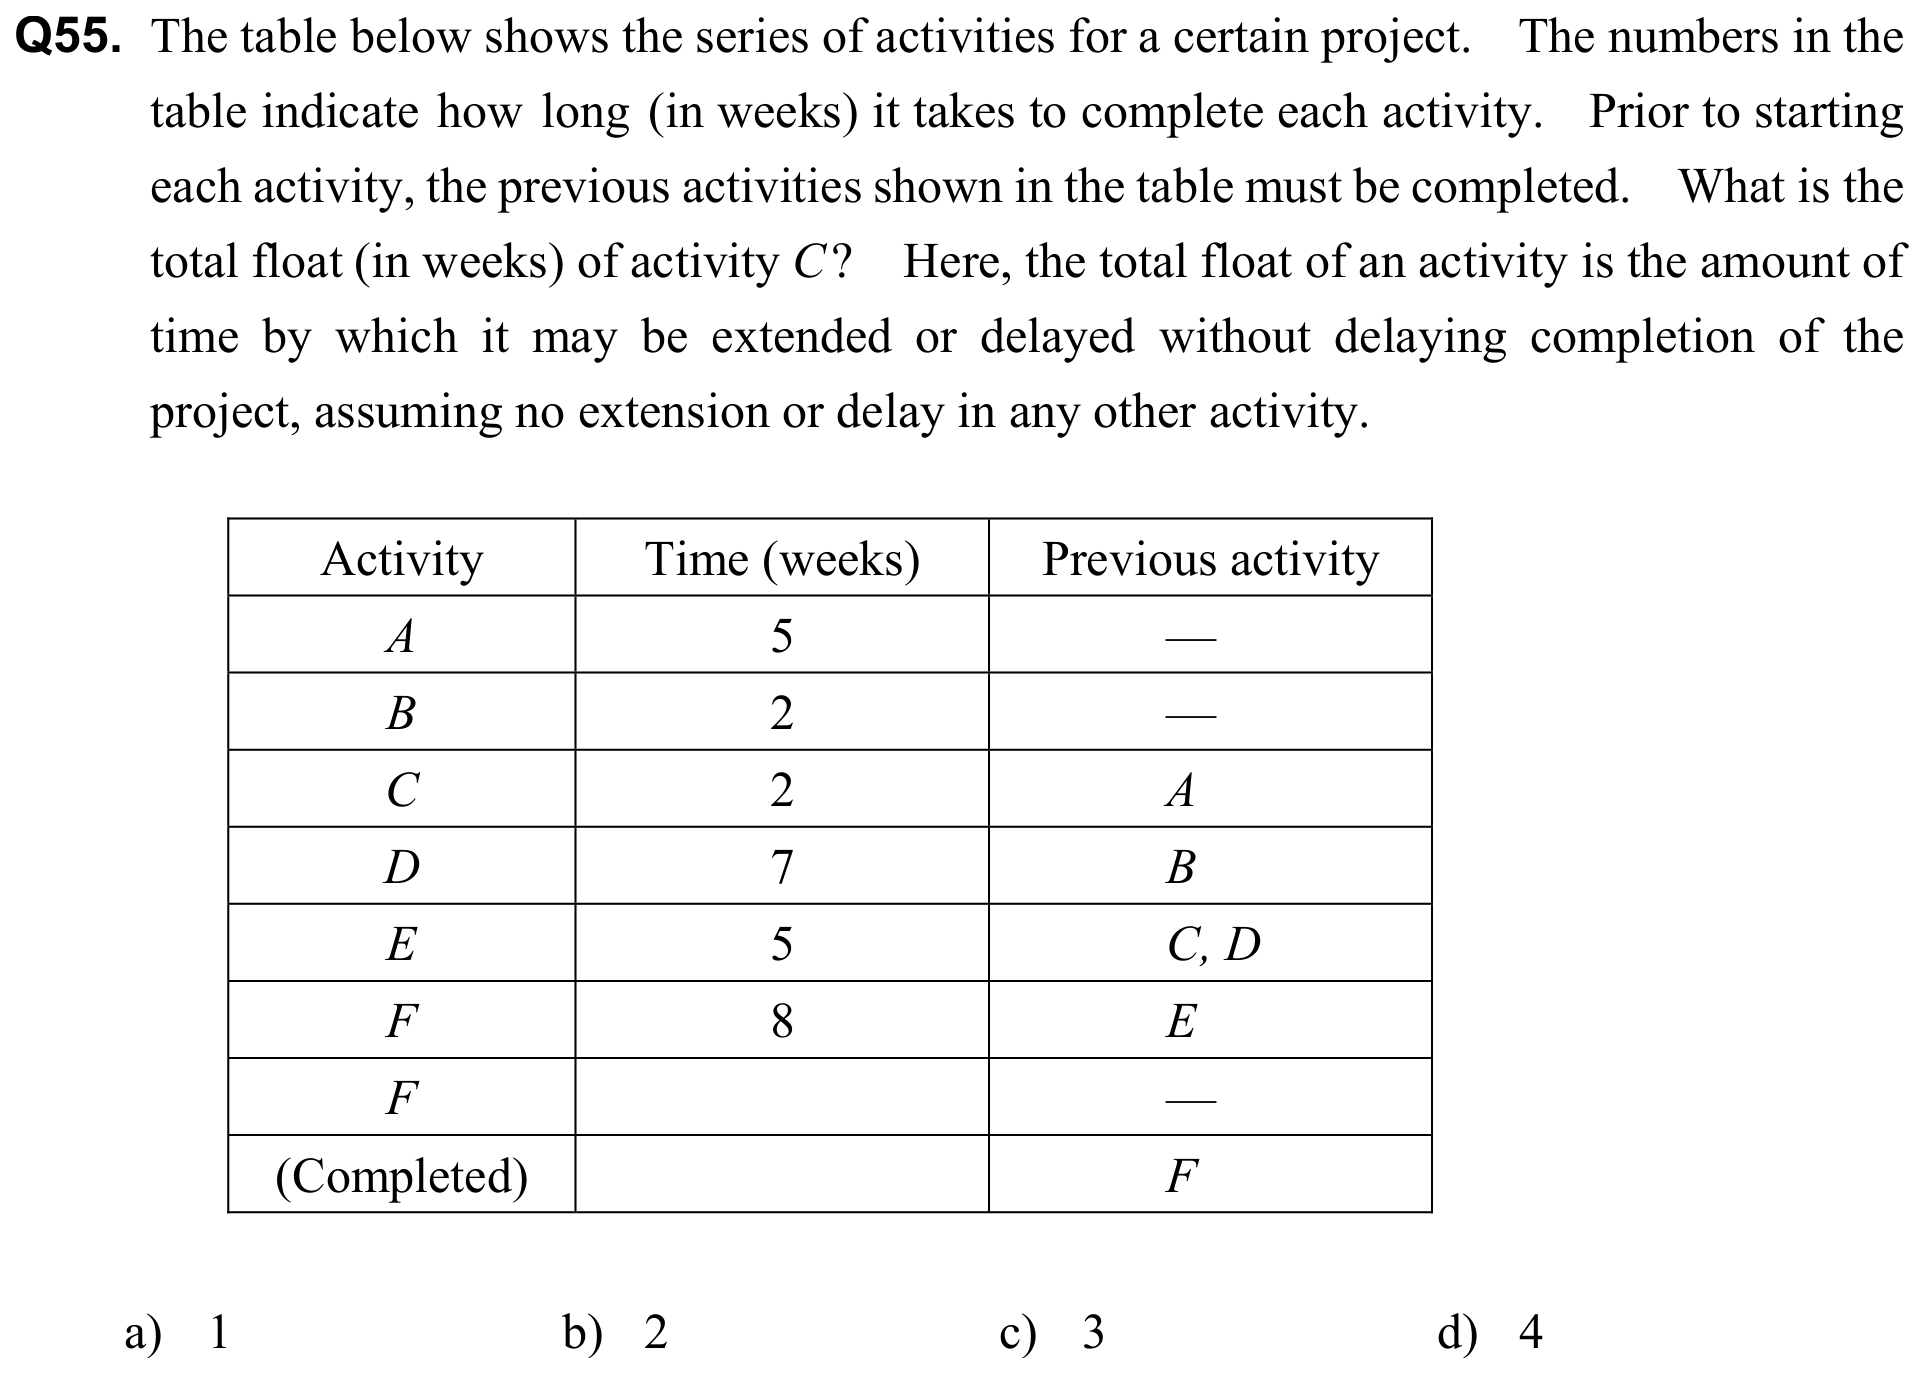 Q55. The table below shows the series of activities for a certain project. The numbers in the
table indicate how long (in weeks) it takes to complete each activity. Prior to starting
each activity, the previous activities shown in the table must be completed. What is the
total float (in weeks) of activity C? Here, the total float of an activity is the amount of
time by which it may be extended or delayed without delaying completion of the
project, assuming no extension or delay in any other activity.
Activity Time (weeks) Previous activity
A 5 —
B 2 —
C 2 A
D 7 B
E 5 C, D
F 8 E
F —
(Completed) F
a) 1 b) 2 c) 3 d) 4